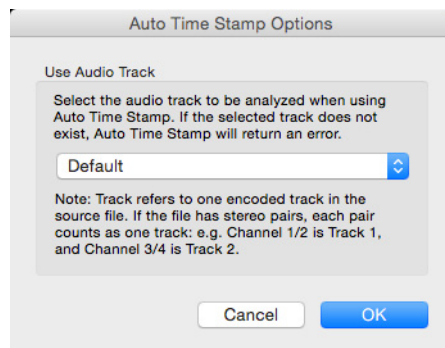 Auto Time Stamp Options
Use Audio Track
Select the audio track to be analyzed when using
Auto Time Stamp. If the selected track does not
exist, Auto Time Stamp will return an error.
Default
Note: Track refers to one encoded track in the
source file. If the file has stereo pairs, each pair
counts as one track: e.g. Channel 1/2 is Track 1,
and Channel 3/4 is Track 2.
Cancel OK